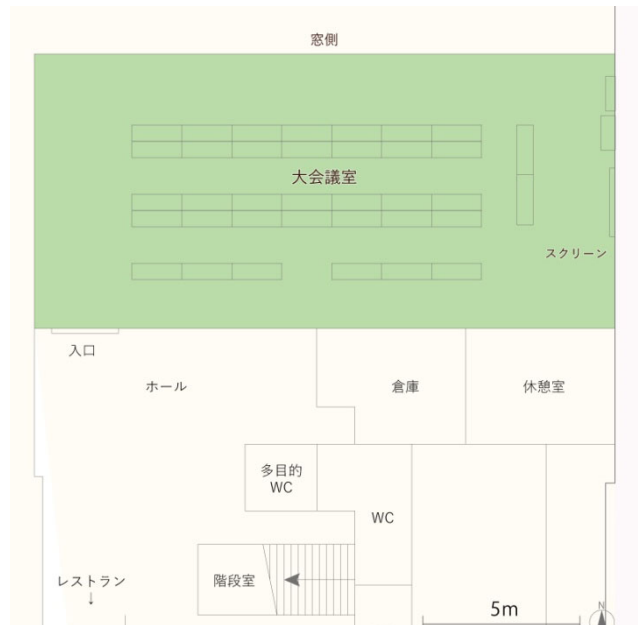 窓側
大会議室
スクリーン
入口
ホール
倉庫
休憩室
多目的
WC
WC
階段室
レストラン
↓
5m
N